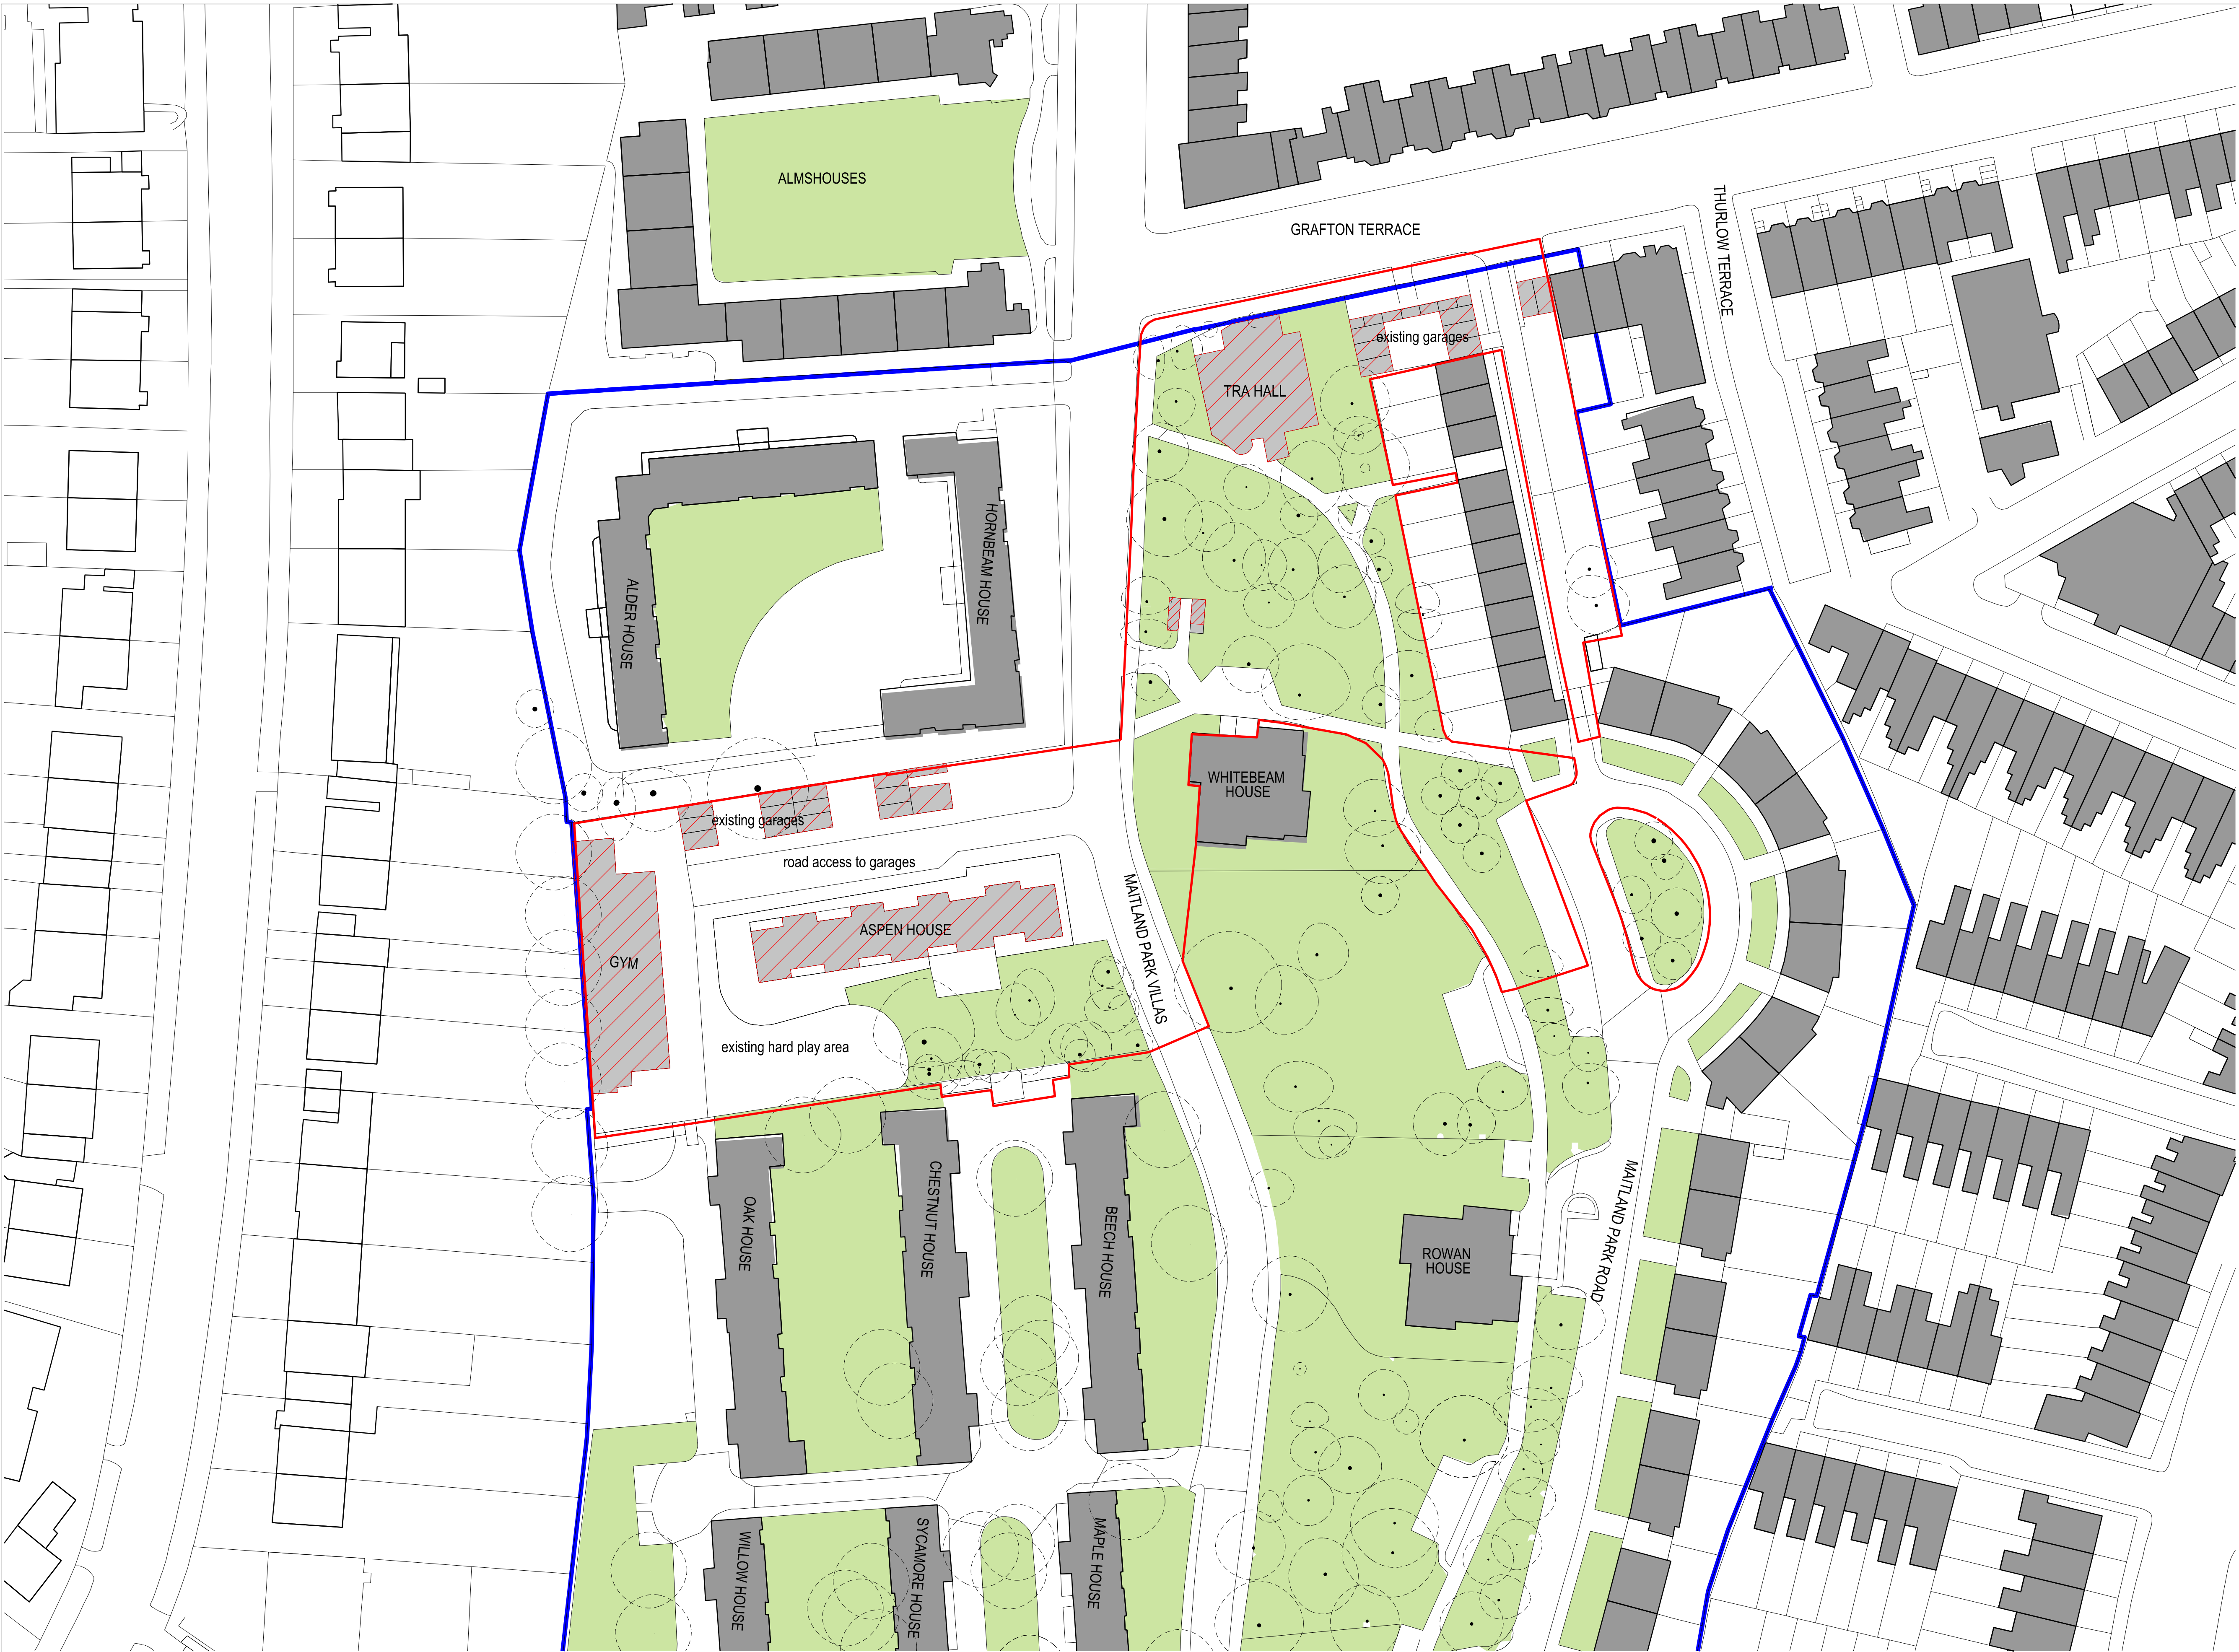 ALMSHOUSES
THURLOW TERRACE
GRAFTON TERRACE
existing garages
TRA HALL
HORNBEAM HOUSE
ALDER HOUSE
WHITEBEAM
HOUSE
existing garages
road access to garages
MAITLAND PARK VILLAS
ASPEN HOUSE
GYM
existing hard play area
OAK HOUSE
CHESTNUT HOUSE
BEECH HOUSE
ROWAN
HOUSE
MAITLAND PARK ROAD
WILLOW HOUSE
SYCAMORE HOUSE
MAPLE HOUSE